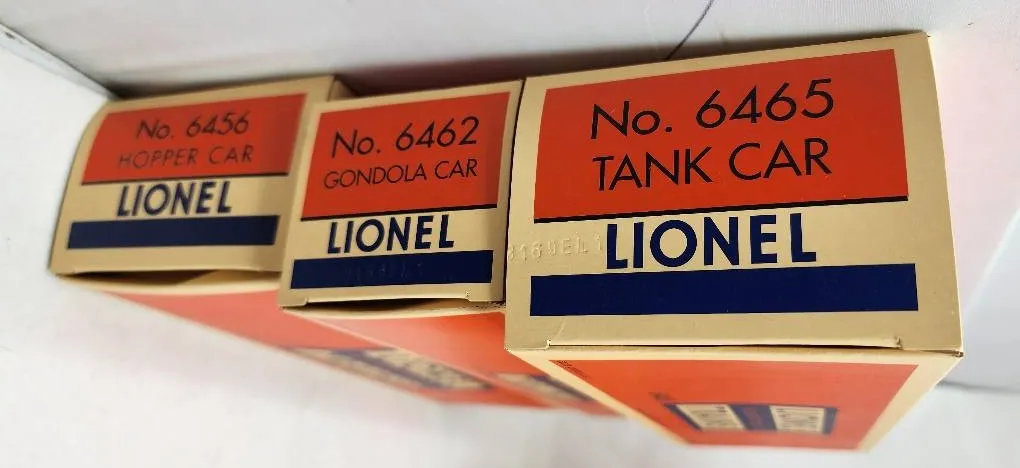 No. 6456
HOPPER CAR
LIONEL
No. 6462
GONDOLA CAR
LIONEL
No. 6465
TANK CAR
LIONEL